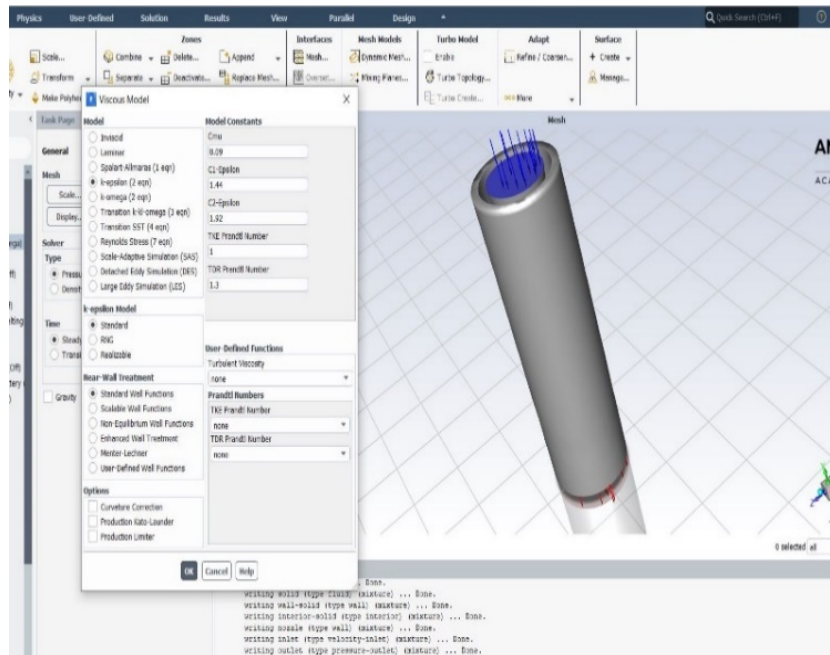 Physics User-Defined Solution Results View Parallel Design Quick Search (Ctrl+F)
Zones Interfaces Mesh Models Turbo Model Adapt Surface
Scale... Combine Delete... Append Mesh... Dynamic Mesh... Enable Refine / Coarsen... Create
Transform Separate Deactivate... Replace Mesh... Overset... Mixing Planes... Turbo Topology... Manage...
Make Polyhe Turbo Create... More
Task Page
Mesh
General
Mesh
Scale...
Display...
Solver
Type
Pressu
Densit
Time
Steady
Transi
Gravity
Viscous Model
Model
Inviscid
Laminar
Spalart-Allmaras (1 eqn)
k-epsilon (2 eqn)
k-omega (2 eqn)
Transition k-kl-omega (3 eqn)
Transition SST (4 eqn)
Reynolds Stress (7 eqn)
Scale-Adaptive Simulation (SAS)
Detached Eddy Simulation (DES)
Large Eddy Simulation (LES)
k-epsilon Model
Standard
RNG
Realizable
Near-Wall Treatment
Standard Wall Functions
Scalable Wall Functions
Non-Equilibrium Wall Functions
Enhanced Wall Treatment
Menter-Lechner
User-Defined Wall Functions
Options
Curvature Correction
Production Kato-Launder
Production Limiter
Model Constants
Cmu
0.09
C1-Epsilon
1.44
C2-Epsilon
1.92
TKE Prandtl Number
1
TDR Prandtl Number
1.3
User-Defined Functions
Turbulent Viscosity
none
Prandtl Numbers
TKE Prandtl Number
none
TDR Prandtl Number
none
OK Cancel Help
AN
ACA
0 selected all
... Done.
writing solid (type fluid) (mixture) ... Done.
writing wall-solid (type wall) (mixture) ... Done.
writing interior-solid (type interior) (mixture) ... Done.
writing nozzle (type wall) (mixture) ... Done.
writing inlet (type velocity-inlet) (mixture) ... Done.
writing outlet (type pressure-outlet) (mixture) ... Done.